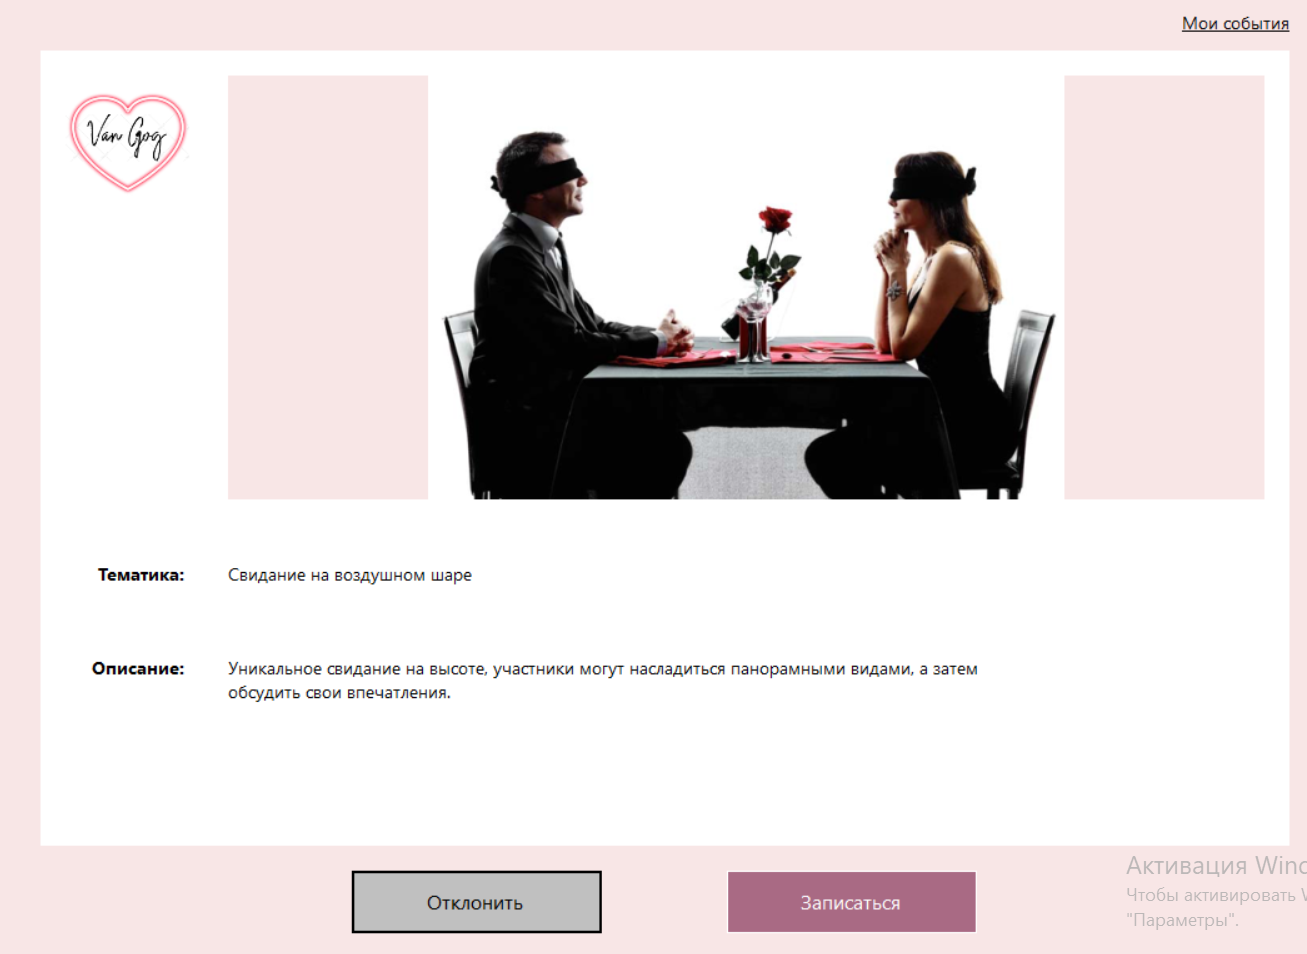 Мои события
Van Gog
Тематика:
Свидание на воздушном шаре
Описание:
Уникальное свидание на высоте, участники могут насладиться панорамными видами, а затем
обсудить свои впечатления.
Отклонить
Записаться
Активация Wind
Чтобы активировать W
"Параметры".